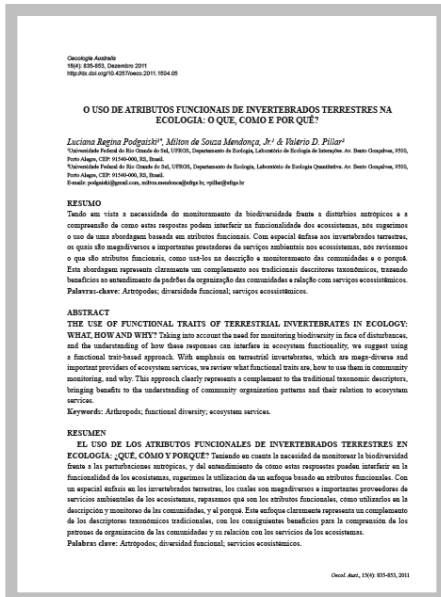 Oecologia Australis
15(4): 835-853, Dezembro 2011
http://dx.doi.org/10.4257/oeco.2011.1504.05
O USO DE ATRIBUTOS FUNCIONAIS DE INVERTEBRADOS TERRESTRES NA
ECOLOGIA: O QUE, COMO E POR QUÊ?
Luciana Regina Podgaiski¹*, Milton de Souza Mendonça, Jr.¹ & Valério D. Pillar²
¹Universidade Federal do Rio Grande do Sul, UFRGS, Departamento de Ecologia, Laboratório de Ecologia de Interações. Av. Bento Gonçalves, 9500,
Porto Alegre, CEP: 91540-000, RS, Brasil.
²Universidade Federal do Rio Grande do Sul, UFRGS, Departamento de Ecologia, Laboratório de Ecologia Quantitativa. Av. Bento Gonçalves, 9500,
Porto Alegre, CEP: 91540-000, RS, Brasil.
E-mails: podgaiski@gmail.com, milton.mendonca@ufrgs.br, vpillar@ufrgs.br
RESUMO
Tendo em vista a necessidade do monitoramento da biodiversidade frente a distúrbios antrópicos e a
compreensão de como estas respostas podem interferir na funcionalidade dos ecossistemas, nós sugerimos
o uso de uma abordagem baseada em atributos funcionais. Com especial ênfase aos invertebrados terrestres,
os quais são megadiversos e importantes prestadores de serviços ambientais nos ecossistemas, nós revisamos
o que são atributos funcionais, como usá-los na descrição e monitoramento das comunidades e o porquê.
Esta abordagem representa claramente um complemento aos tradicionais descritores taxonômicos, trazendo
benefícios ao entendimento de padrões de organização das comunidades e relação com serviços ecossistêmicos.
Palavras-chave: Artrópodes; diversidade funcional; serviços ecossistêmicos.
ABSTRACT
THE USE OF FUNCTIONAL TRAITS OF TERRESTRIAL INVERTEBRATES IN ECOLOGY:
WHAT, HOW AND WHY? Taking into account the need for monitoring biodiversity in face of disturbances,
and the understanding of how these responses can interfere in ecosystem functionality, we suggest using
a functional trait-based approach. With emphasis on terrestrial invertebrates, which are mega-diverse and
important providers of ecosystem services, we review what functional traits are, how to use them in community
monitoring, and why. This approach clearly represents a complement to the traditional taxonomic descriptors,
bringing benefits to the understanding of community organization patterns and their relation to ecosystem
services.
Keywords: Arthropods; functional diversity; ecosystem services.
RESUMEN
EL USO DE LOS ATRIBUTOS FUNCIONALES DE INVERTEBRADOS TERRESTRES EN
ECOLOGÍA: ¿QUÉ, CÓMO Y PORQUÉ? Teniendo en cuenta la necesidad de monitorear la biodiversidad
frente a las perturbaciones antrópicas, y del entendimiento de cómo estas respuestas pueden interferir en la
funcionalidad de los ecosistemas, sugerimos la utilización de un enfoque basado en atributos funcionales. Con
un especial énfasis en los invertebrados terrestres, los cuales son megadiversos e importantes proveedores de
servicios ambientales de los ecosistemas, repasamos qué son los atributos funcionales, cómo utilizarlos en la
descripción y monitoreo de las comunidades, y el porqué. Este enfoque claramente representa un complemento
de los descriptores taxonómicos tradicionales, con los consiguientes beneficios para la comprensión de los
patrones de organización de las comunidades y su relación con los servicios de los ecosistemas.
Palabras clave: Artrópodos; diversidad funcional; servicios ecosistémicos.
Oecol. Aust., 15(4): 835-853, 2011